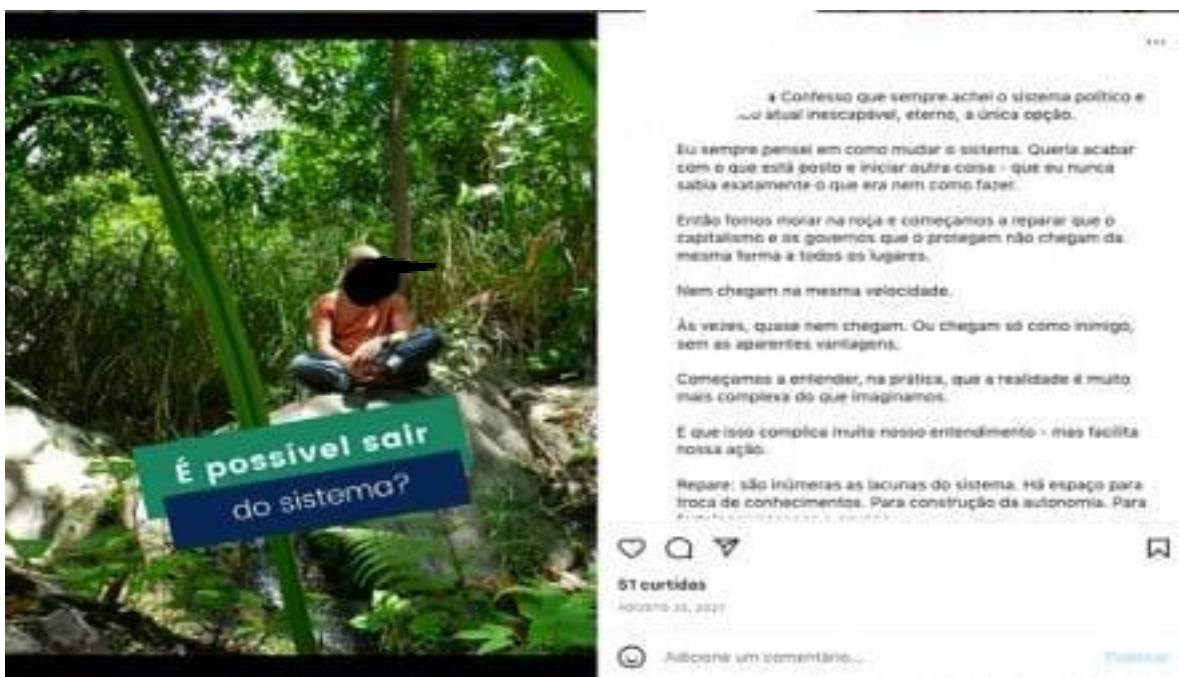 É possível sair
do sistema?
Confesso que sempre achei o sistema político e
atual inescapável, eterno, a única opção.
Eu sempre pensei em como mudar o sistema. Queria acabar
com o que está posto e iniciar outra coisa - que eu nunca
sabia exatamente o que era nem como fazer.
Então fomos morar na roça e começamos a reparar que o
capitalismo e os governos que o protegem não chegam da
mesma forma a todos os lugares.
Nem chegam na mesma velocidade.
Às vezes, quase nem chegam. Ou chegam só como inimigo,
sem as aparentes vantagens.
Começamos a entender, na prática, que a realidade é muito
mais complexa do que imaginamos.
E que isso complica muito nosso entendimento - mas facilita
nossa ação.
Repare: são inúmeras as lacunas do sistema. Há espaço para
troca de conhecimentos. Para construção da autonomia. Para
51 curtidas
AGOSTO 2021
Adicione um comentário...
Publicar